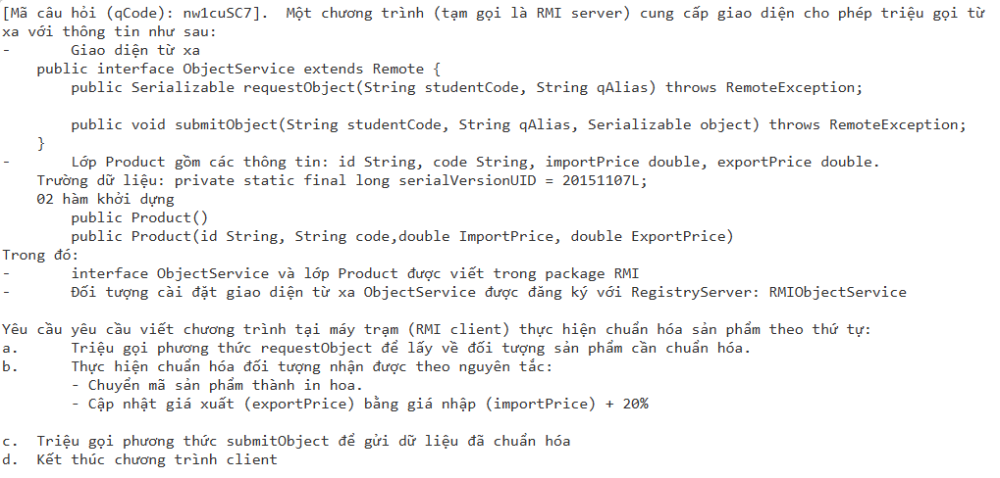 [Mã câu hỏi (qCode): nw1cuSC7].  Một chương trình (tạm gọi là RMI server) cung cấp giao diện cho phép triệu gọi từ
xa với thông tin như sau:
-       Giao diện từ xa
    public interface ObjectService extends Remote {
        public Serializable requestObject(String studentCode, String qAlias) throws RemoteException;
        public void submitObject(String studentCode, String qAlias, Serializable object) throws RemoteException;
    }
-       Lớp Product gồm các thông tin: id String, code String, importPrice double, exportPrice double.
    Trường dữ liệu: private static final long serialVersionUID = 20151107L;
    02 hàm khởi dựng
        public Product()
        public Product(id String, String code,double ImportPrice, double ExportPrice)
Trong đó:
-       interface ObjectService và lớp Product được viết trong package RMI
-       Đối tượng cài đặt giao diện từ xa ObjectService được đăng ký với RegistryServer: RMIObjectService
Yêu cầu yêu cầu viết chương trình tại máy trạm (RMI client) thực hiện chuẩn hóa sản phẩm theo thứ tự:
a.      Triệu gọi phương thức requestObject để lấy về đối tượng sản phẩm cần chuẩn hóa.
b.      Thực hiện chuẩn hóa đối tượng nhận được theo nguyên tắc:
        - Chuyển mã sản phẩm thành in hoa.
        - Cập nhật giá xuất (exportPrice) bằng giá nhập (importPrice) + 20%
c.  Triệu gọi phương thức submitObject để gửi dữ liệu đã chuẩn hóa
d.  Kết thúc chương trình client